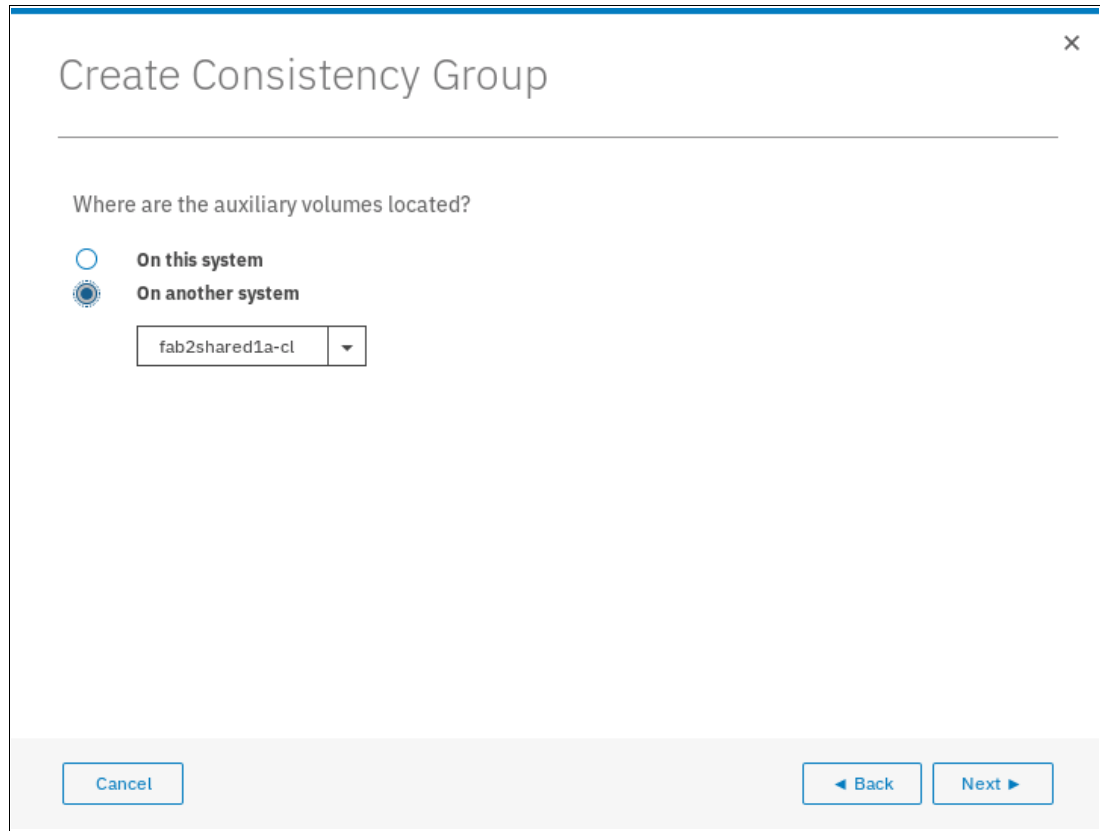 Create Consistency Group
Where are the auxiliary volumes located?
On this system
On another system
fab2shared1a-cl
Cancel
◄ Back
Next ►